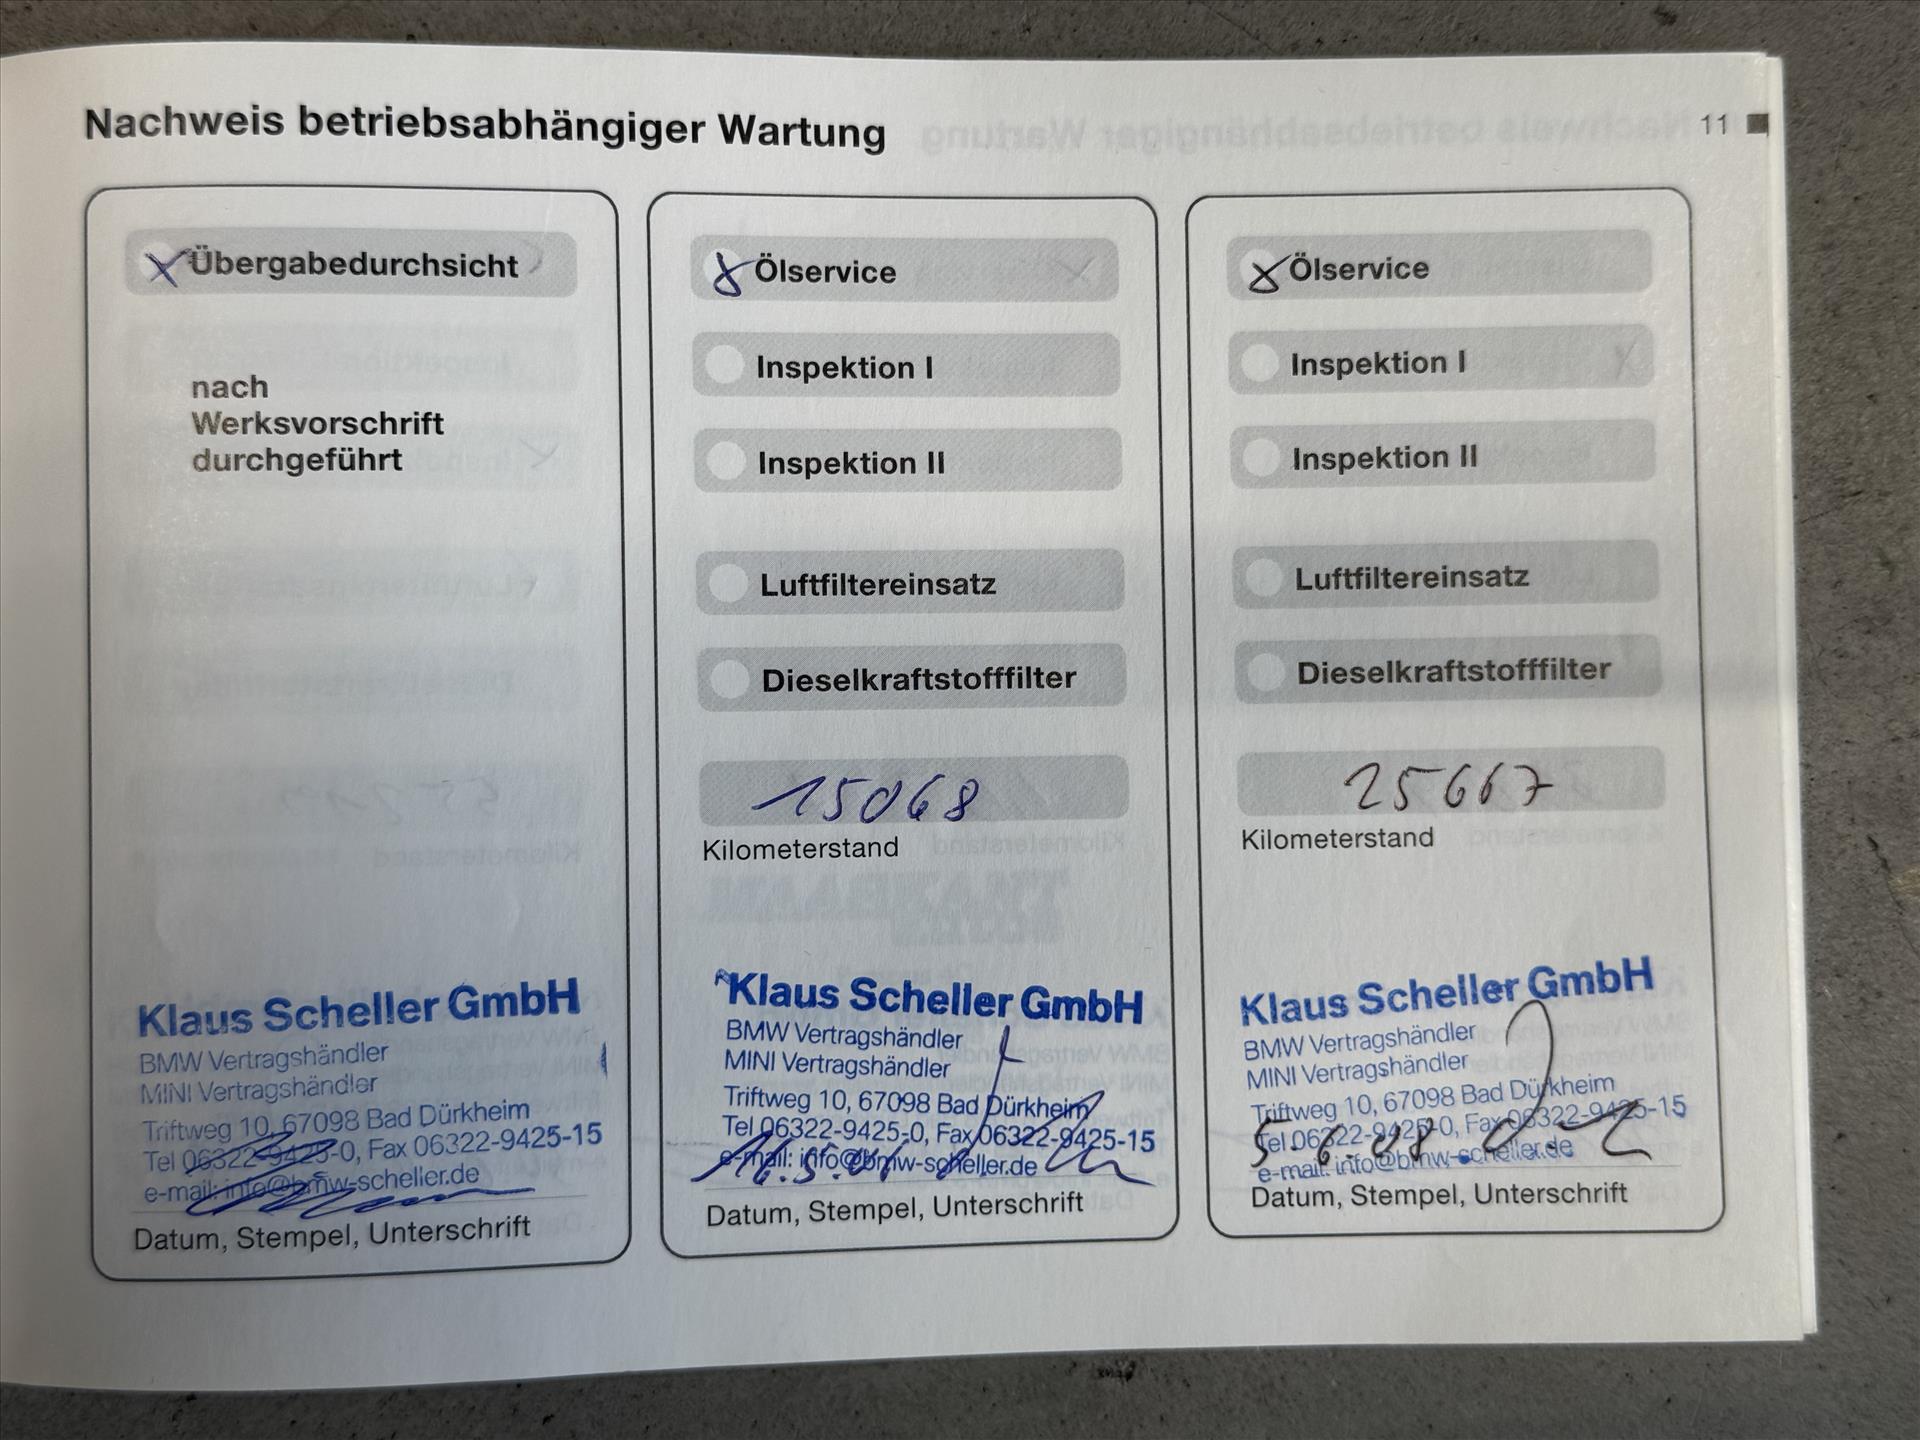 Nachweis betriebsabhängiger Wartung
11
Übergabedurchsicht
nach
Werksvorschrift
durchgeführt
Klaus Scheller GmbH
BMW Vertragshändler
MINI Vertragshändler
Triftweg 10, 67098 Bad Dürkheim
Tel 06322-9425-0, Fax 06322-9425-15
e-mail: info@bmw-scheller.de
Datum, Stempel, Unterschrift
Ölservice
Inspektion I
Inspektion II
Luftfiltereinsatz
Dieselkraftstofffilter
15068
Kilometerstand
Klaus Scheller GmbH
BMW Vertragshändler
MINI Vertragshändler
Triftweg 10, 67098 Bad Dürkheim
Tel 06322-9425-0, Fax 06322-9425-15
e-mail: info@bmw-scheller.de
Datum, Stempel, Unterschrift
Ölservice
Inspektion I
Inspektion II
Luftfiltereinsatz
Dieselkraftstofffilter
25667
Kilometerstand
Klaus Scheller GmbH
BMW Vertragshändler
MINI Vertragshändler
Triftweg 10, 67098 Bad Dürkheim
Tel 06322-9425-0, Fax 06322-9425-15
e-mail: info@bmw-scheller.de
Datum, Stempel, Unterschrift